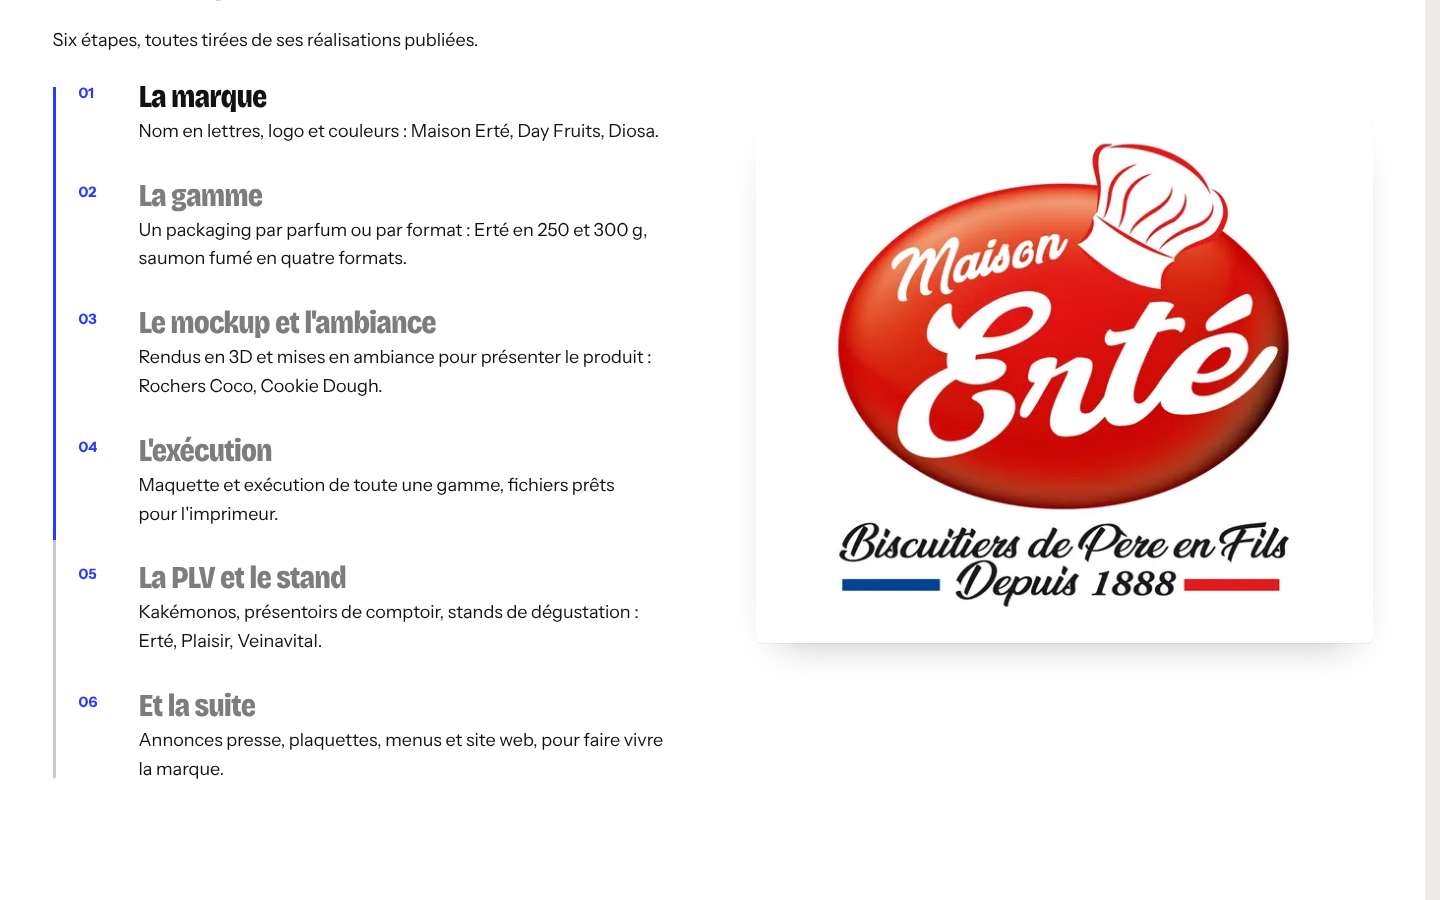 Six étapes, toutes tirées de ses réalisations publiées.
01
La marque
Nom en lettres, logo et couleurs : Maison Erté, Day Fruits, Diosa.
02
La gamme
Un packaging par parfum ou par format : Erté en 250 et 300 g,
saumon fumé en quatre formats.
03
Le mockup et l'ambiance
Rendus en 3D et mises en ambiance pour présenter le produit :
Rochers Coco, Cookie Dough.
04
L'exécution
Maquette et exécution de toute une gamme, fichiers prêts
pour l'imprimeur.
05
La PLV et le stand
Kakémonos, présentoirs de comptoir, stands de dégustation :
Erté, Plaisir, Veinavital.
06
Et la suite
Annonces presse, plaquettes, menus et site web, pour faire vivre
la marque.
Maison
Erté
Biscuitiers de Père en Fils
Depuis 1888